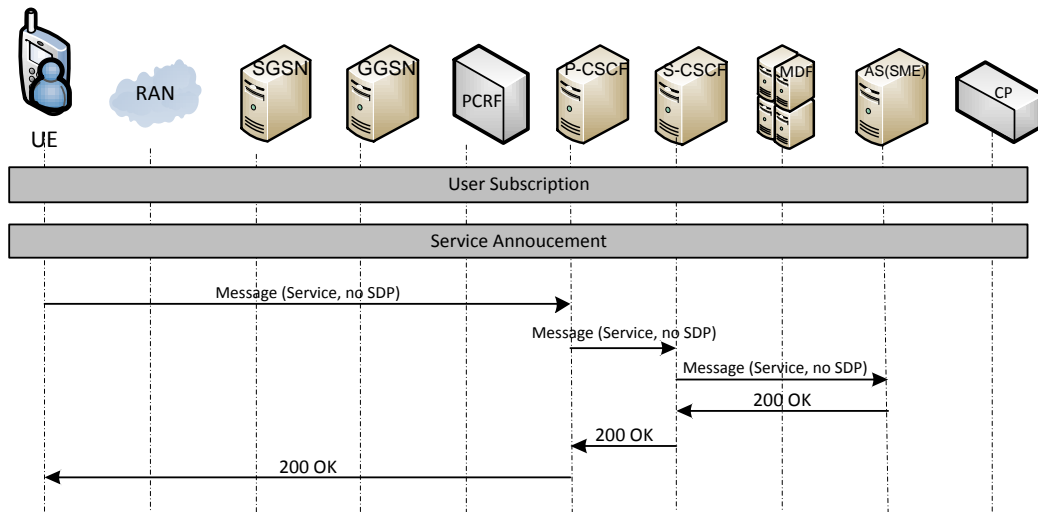 UE
RAN
SGSN
GGSN
PCRF
P-CSCF
S-CSCF
MDF
AS(SME)
CP
User Subscription
Service Annoucement
Message (Service, no SDP)
Message (Service, no SDP)
Message (Service, no SDP)
200 OK
200 OK
200 OK